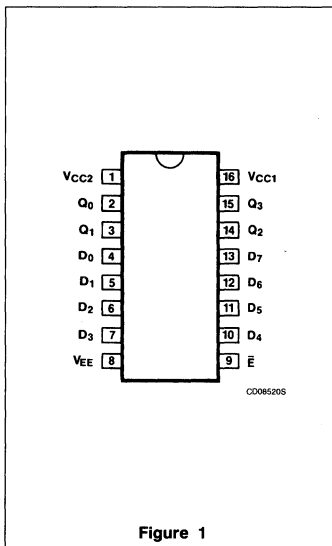 VCC2 1 16 VCC1
Q0 2 15 Q3
Q1 3 14 Q2
D0 4 13 D7
D1 5 12 D6
D2 6 11 D5
D3 7 10 D4
VEE 8 9 E̅
CD08520S
Figure 1